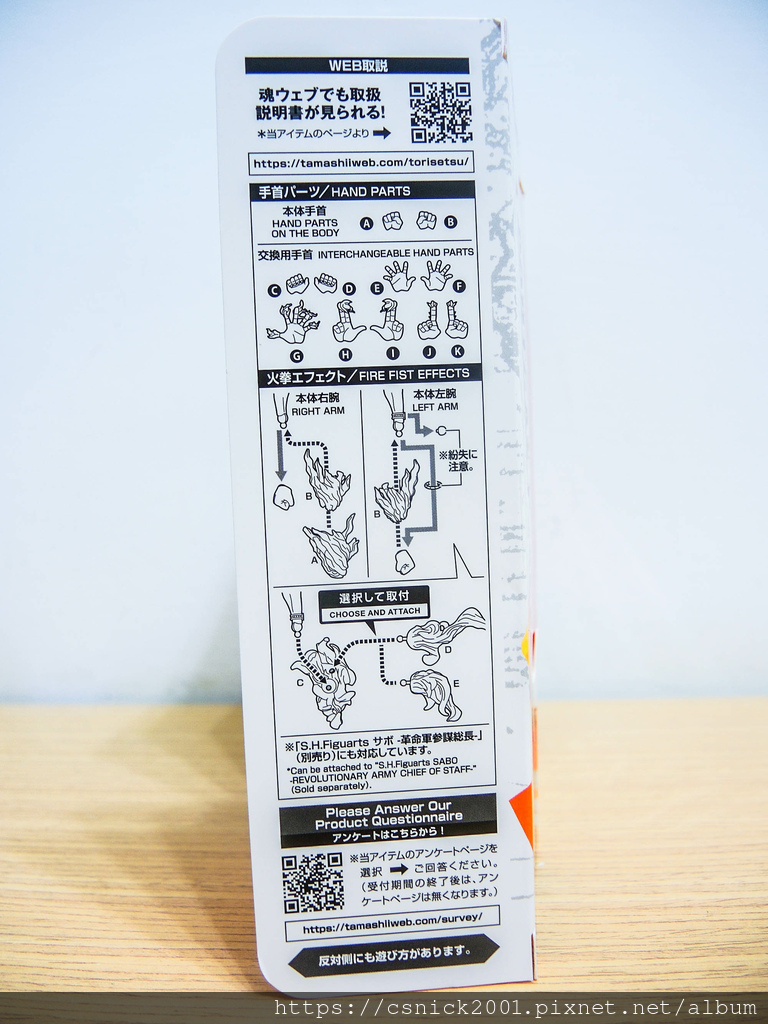 WEB取説
魂ウェブでも取扱
説明書が見られる!
*当アイテムのページより
https://tamashiiweb.com/torisetsu/
手首パーツ/HAND PARTS
本体手首
HAND PARTS
ON THE BODY
A
B
交換用手首 INTERCHANGEABLE HAND PARTS
C
D
E
F
G
H
I
J
K
火拳エフェクト/FIRE FIST EFFECTS
本体右腕
RIGHT ARM
本体左腕
LEFT ARM
※紛失に
注意。
B
B
A
選択して取付
CHOOSE AND ATTACH
C
D
E
※「S.H.Figuarts サボ -革命軍参謀総長-」
(別売り)にも対応しています。
*Can be attached to "S.H.Figuarts SABO
-REVOLUTIONARY ARMY CHIEF OF STAFF-"
(Sold separately).
Please Answer Our
Product Questionnaire
アンケートはこちらから!
※当アイテムのアンケートページを
選択 ➡ ご回答ください。
(受付期間の終了後は、アン
ケートページは無くなります。)
https://tamashiiweb.com/survey/
反対側にも遊び方があります。
https://csnick2001.pixnet.net/album